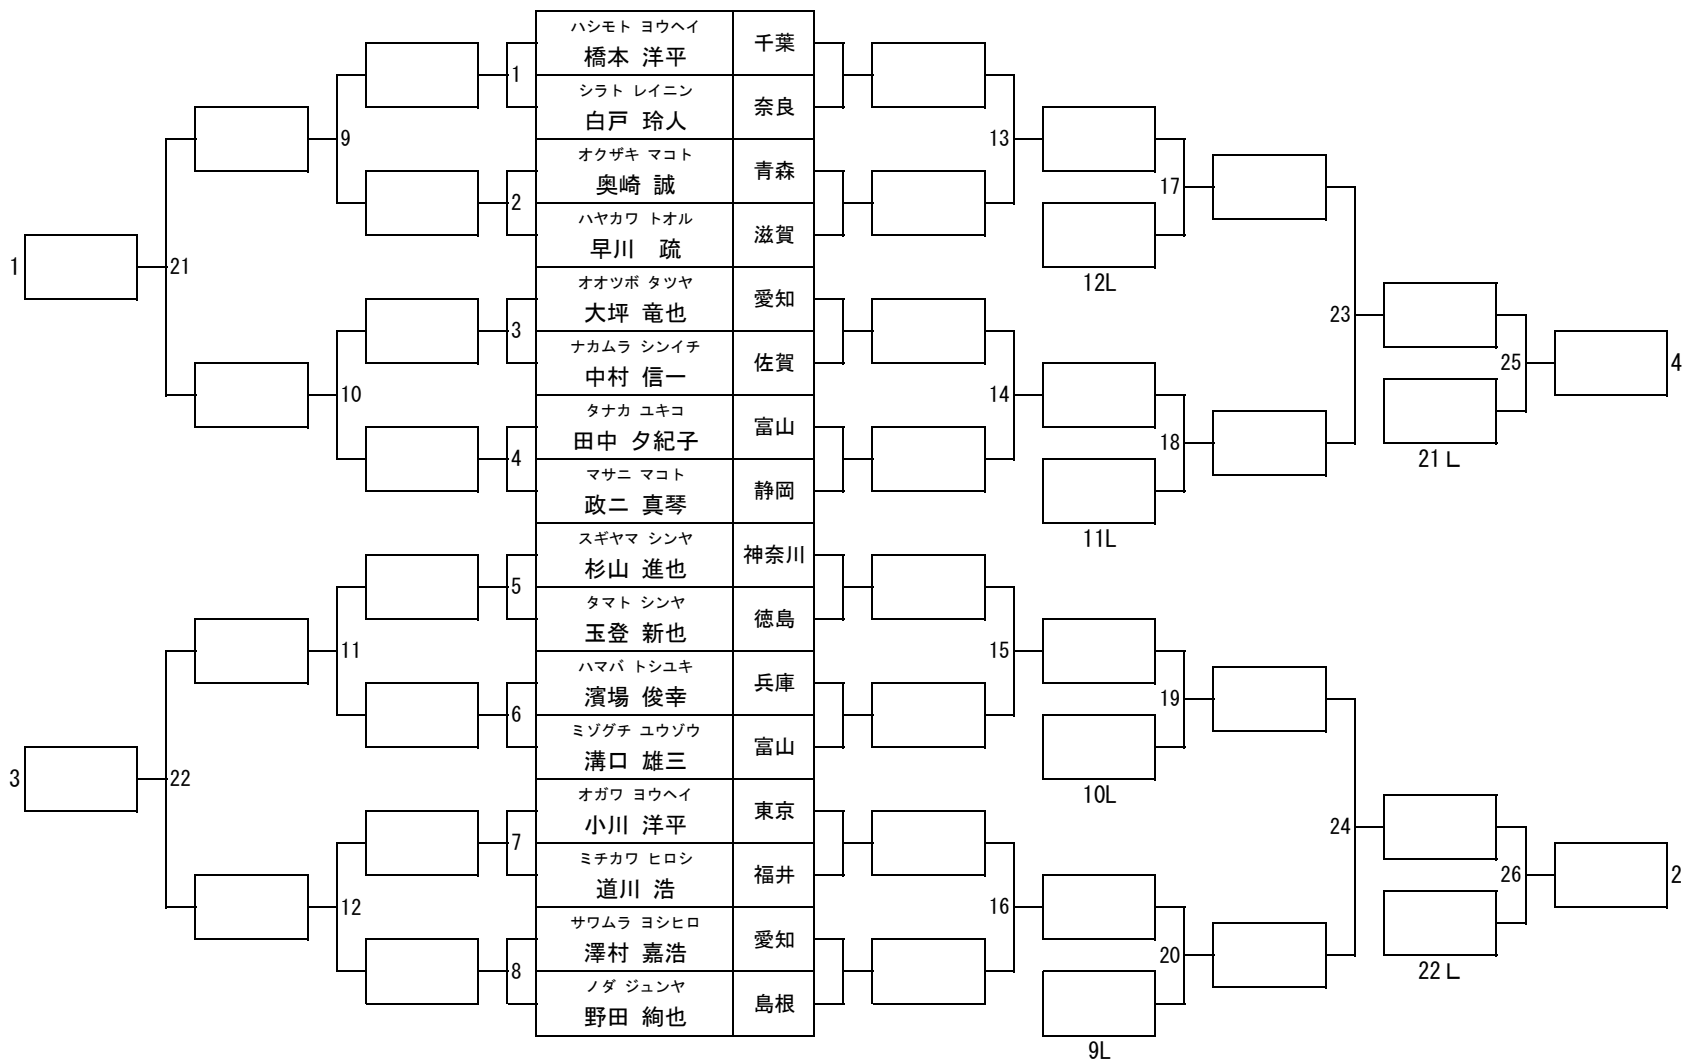 ハシモト ヨウヘイ
橋本 洋平 千葉
1
シラト レイニン
白戸 玲人 奈良
9
13
オクザキ マコト
奥崎 誠 青森
2
17
ハヤカワ トオル
早川 疏 滋賀
1
21
12L
オオツボ タツヤ
大坪 竜也 愛知
3
23
ナカムラ シンイチ
中村 信一 佐賀
25
4
10
14
タナカ ユキコ
田中 夕紀子 富山
4
18
21L
マサニ マコト
政二 真琴 静岡
11L
スギヤマ シンヤ
杉山 進也 神奈川
5
タマト シンヤ
玉登 新也 徳島
11
15
ハマバ トシユキ
濱場 俊幸 兵庫
6
19
ミゾグチ ユウゾウ
溝口 雄三 富山
3
22
10L
オガワ ヨウヘイ
小川 洋平 東京
7
24
ミチカワ ヒロシ
道川 浩 福井
26
2
12
16
サワムラ ヨシヒロ
澤村 嘉浩 愛知
8
20
22L
ノダ ジュンヤ
野田 絢也 島根
9L